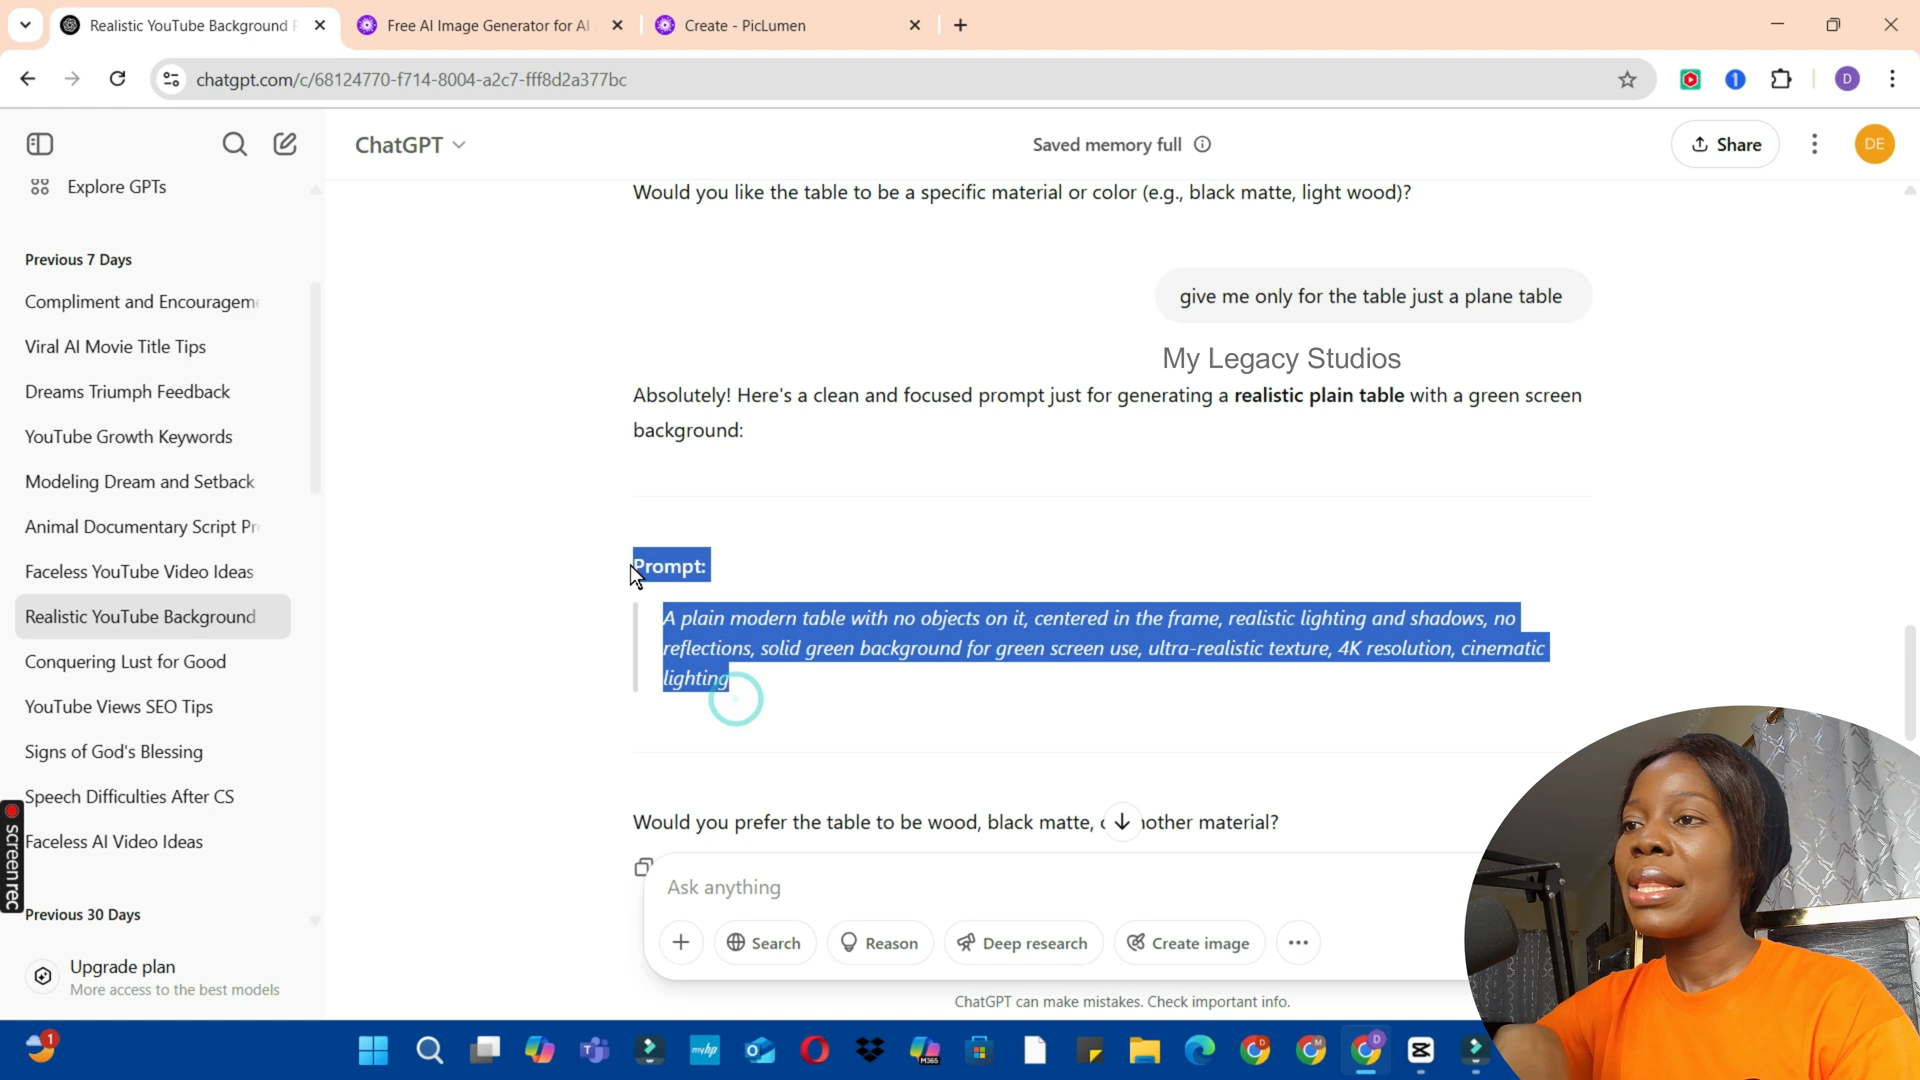 Realistic YouTube Background
Free AI Image Generator for AI
Create - PicLumen
chatgpt.com/c/68124770-f714-8004-a2c7-fff8d2a377bc
D
ChatGPT
Saved memory full
Share
DE
Explore GPTs
Previous 7 Days
Compliment and Encouragem
Viral AI Movie Title Tips
Dreams Triumph Feedback
YouTube Growth Keywords
Modeling Dream and Setback
Animal Documentary Script Pr
Faceless YouTube Video Ideas
Realistic YouTube Background
Conquering Lust for Good
YouTube Views SEO Tips
Signs of God's Blessing
Speech Difficulties After CS
Faceless AI Video Ideas
Previous 30 Days
Upgrade plan
More access to the best models
screenrec
Would you like the table to be a specific material or color (e.g., black matte, light wood)?
give me only for the table just a plane table
My Legacy Studios
Absolutely! Here's a clean and focused prompt just for generating a realistic plain table with a green screen
background:
Prompt:
A plain modern table with no objects on it, centered in the frame, realistic lighting and shadows, no
reflections, solid green background for green screen use, ultra-realistic texture, 4K resolution, cinematic
lighting
Would you prefer the table to be wood, black matte, another material?
Ask anything
Search
Reason
Deep research
Create image
ChatGPT can make mistakes. Check important info.
1
myhp
M365
D
M
D